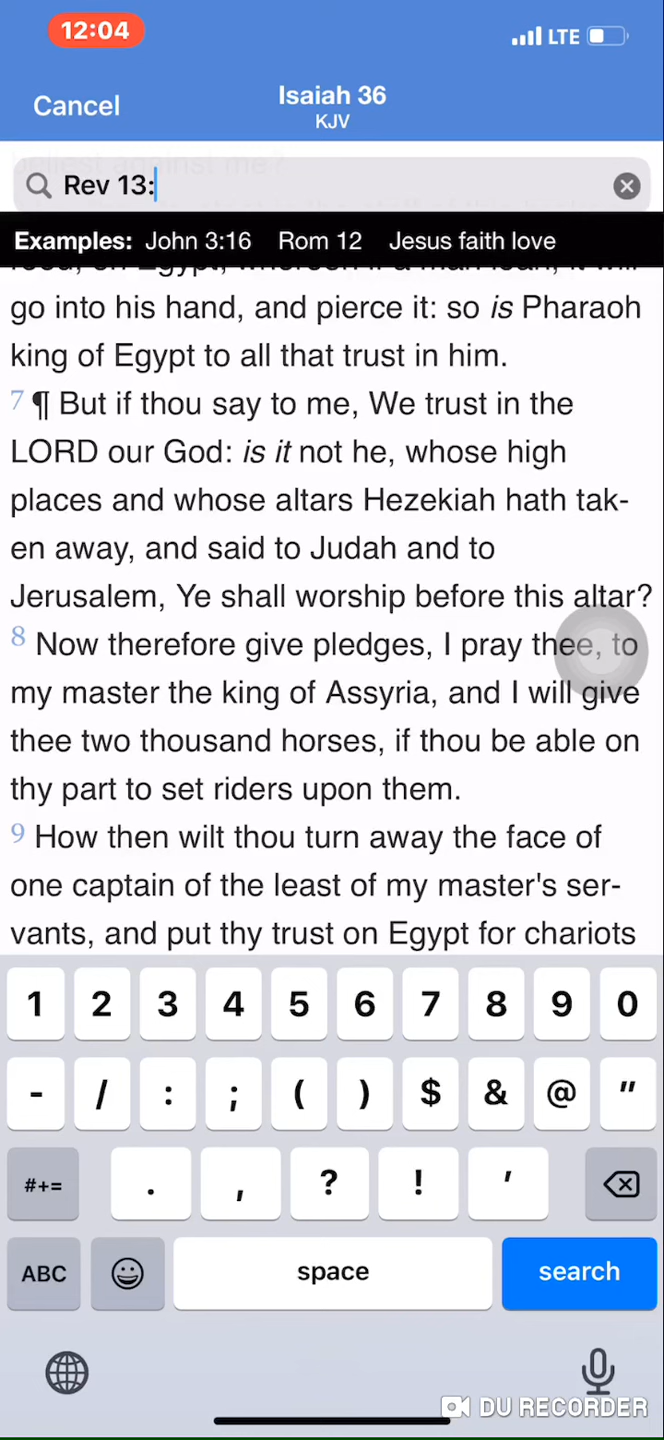 12:04
LTE
Cancel
Isaiah 36
KJV
Rev 13:
Examples: John 3:16 Rom 12 Jesus faith love
go into his hand, and pierce it: so is Pharaoh
king of Egypt to all that trust in him.
7 ¶ But if thou say to me, We trust in the
LORD our God: is it not he, whose high
places and whose altars Hezekiah hath tak-
en away, and said to Judah and to
Jerusalem, Ye shall worship before this altar?
8 Now therefore give pledges, I pray thee, to
my master the king of Assyria, and I will give
thee two thousand horses, if thou be able on
thy part to set riders upon them.
9 How then wilt thou turn away the face of
one captain of the least of my master's ser-
vants, and put thy trust on Egypt for chariots
1 2 3 4 5 6 7 8 9 0
- / : ; ( ) $ & @ "
#+= . , ? ! '
ABC space search
DU RECORDER